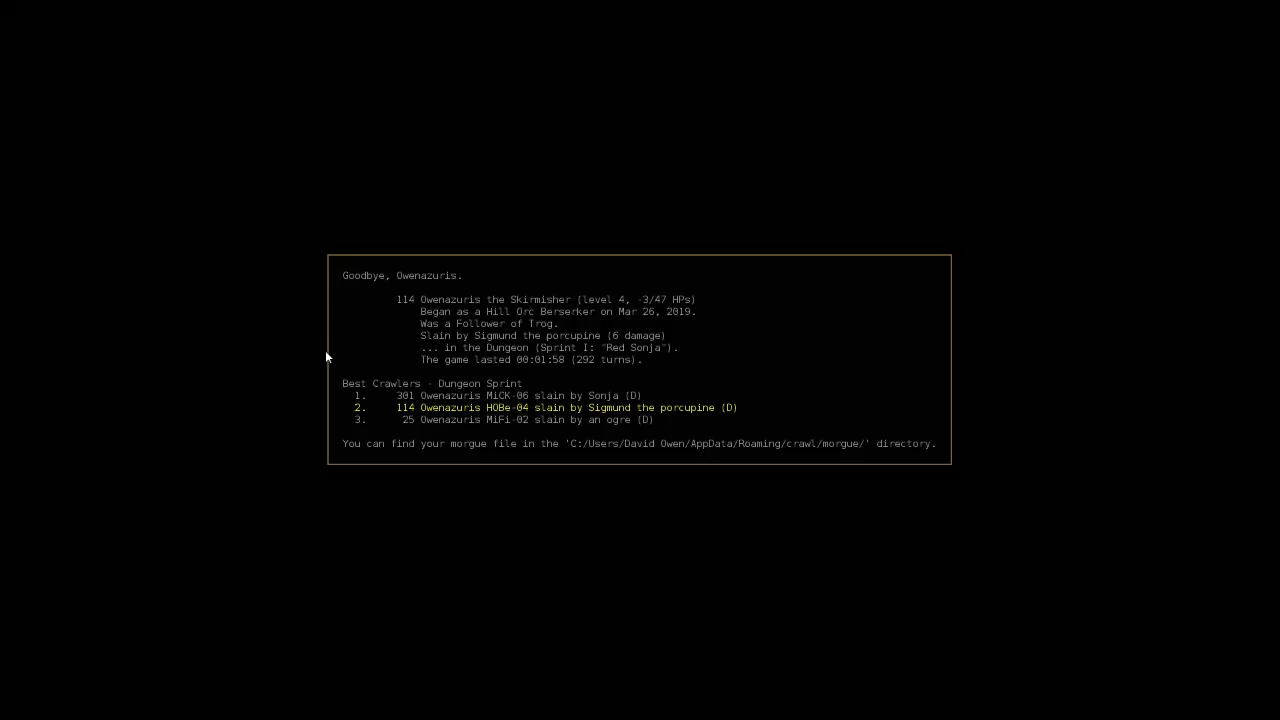 Goodbye, Owenazuris.
114 Owenazuris the Skirmisher (level 4, -3/47 HPs)
Began as a Hill Orc Berserker on Mar 26, 2019.
Was a Follower of Trog.
Slain by Sigmund the porcupine (6 damage)
... in the Dungeon (Sprint I: "Red Sonja").
The game lasted 00:01:58 (292 turns).
Best Crawlers - Dungeon Sprint
1. 301 Owenazuris MiCK-06 slain by Sonja (D)
2. 114 Owenazuris HOBe-04 slain by Sigmund the porcupine (D)
3. 25 Owenazuris MiFi-02 slain by an ogre (D)
You can find your morgue file in the 'C:/Users/David Owen/AppData/Roaming/crawl/morgue/' directory.